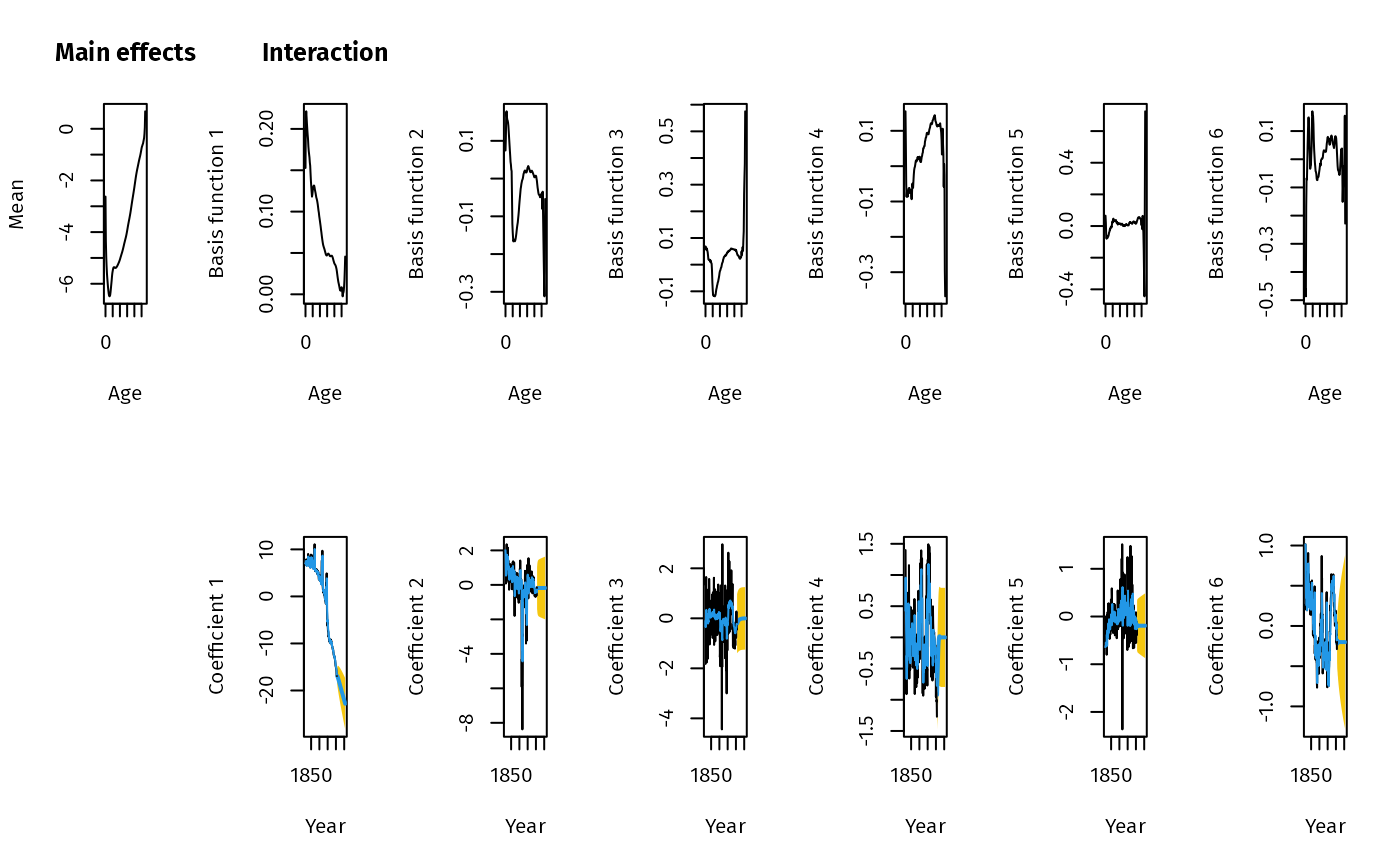 Main effects
Interaction
Mean
0
-2
-4
-6
0
Age
Basis function 1
0.20
0.10
0.00
0
Age
Basis function 2
0.1
-0.1
-0.3
0
Age
Basis function 3
0.5
0.3
0.1
-0.1
0
Age
Basis function 4
0.1
-0.1
-0.3
0
Age
Basis function 5
0.4
0.0
-0.4
0
Age
Basis function 6
0.1
-0.1
-0.3
-0.5
0
Age
Coefficient 1
10
0
-10
-20
1850
Year
Coefficient 2
2
0
-4
-8
1850
Year
Coefficient 3
2
0
-2
-4
1850
Year
Coefficient 4
1.5
0.5
-0.5
-1.5
1850
Year
Coefficient 5
1
0
-1
-2
1850
Year
Coefficient 6
1.0
0.0
-1.0
1850
Year